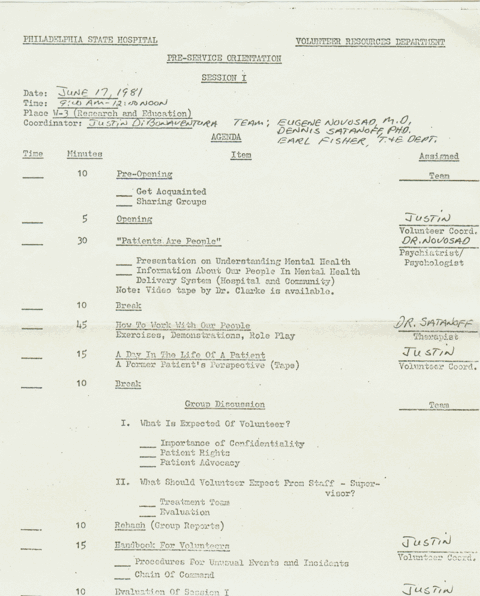 PHILADELPHIA STATE HOSPITAL VOLUNTEER RESOURCES DEPARTMENT
PRE-SERVICE ORIENTATION
SESSION I
Date: JUNE 17, 1981
Time: 9:00 AM-12:00 NOON
Place W-3 (Research and Education)
Coordinator: JUSTIN DiBONAVENTURA TEAM; EUGENE NOVOSAD, M.D,
DENNIS SATANOFF, PHD.
EARL FISHER, T+E DEPT.
AGENDA
Time Minutes Item Assigned
10 Pre-Opening Team
Get Acquainted
Sharing Groups
5 Opening JUSTIN
Volunteer Coord.
30 "Patients Are People" DR. NOVOSAD
Psychiatrist/
Psychologist
Presentation on Understanding Mental Health
Information About Our People In Mental Health
Delivery System (Hospital and Community)
Note: Video tape by Dr. Clarke is available.
10 Break
45 How To Work With Our People DR. SATANOFF
Exercises, Demonstrations, Role Play Therapist
15 A Day In The Life Of A Patient JUSTIN
A Former Patient's Perspective (Tape) Volunteer Coord.
10 Break
Group Discussion Team
I. What Is Expected Of Volunteer?
Importance of Confidentiality
Patient Rights
Patient Advocacy
II. What Should Volunteer Expect From Staff - Super-
visor?
Treatment Team
Evaluation
10 Rehash (Group Reports)
15 Handbook For Volunteers JUSTIN
Volunteer Coord.
Procedures For Unusual Events and Incidents
Chain Of Command
10 Evaluation Of Session I JUSTIN